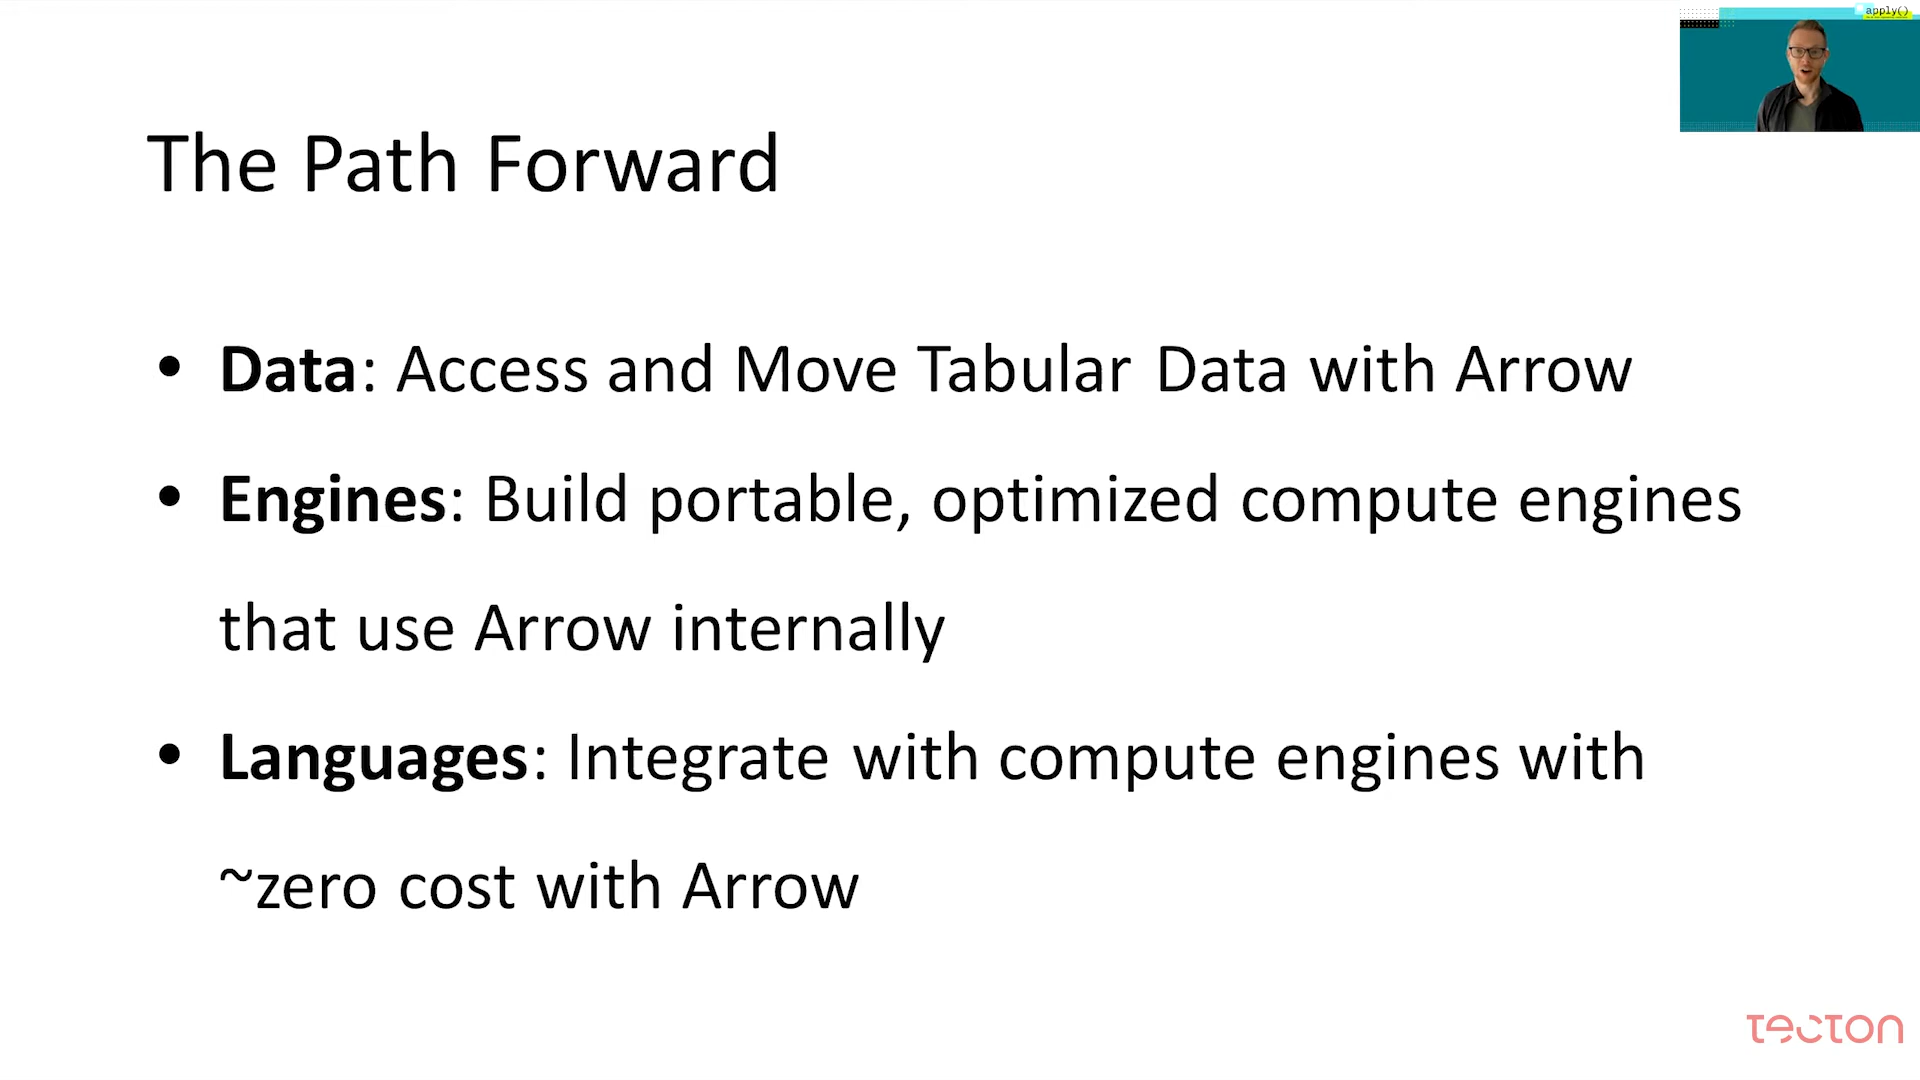 apply()
The Path Forward
• Data: Access and Move Tabular Data with Arrow
• Engines: Build portable, optimized compute engines
that use Arrow internally
• Languages: Integrate with compute engines with
~zero cost with Arrow
tecton